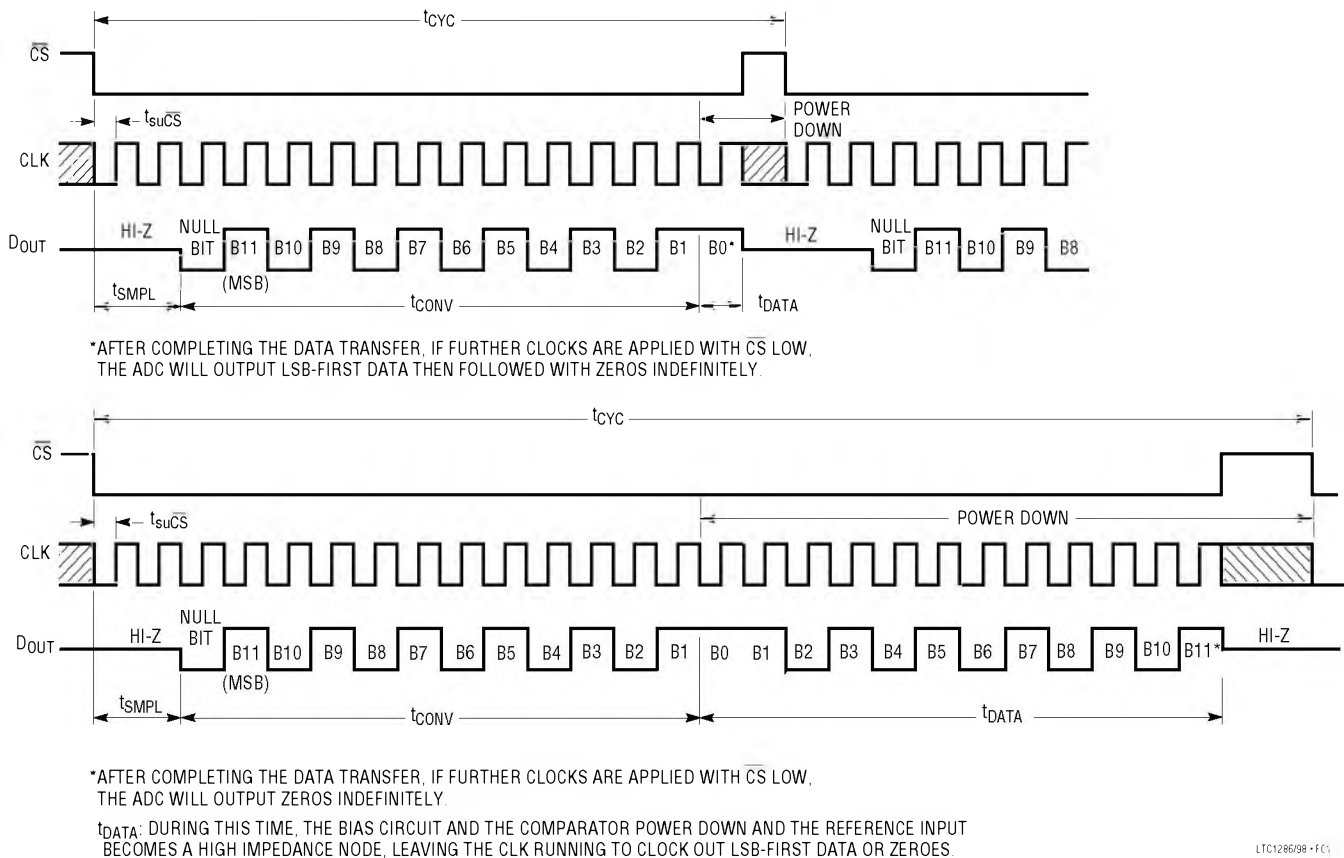 tCYC
CS
tsuCS
POWER
DOWN
CLK
DOUT
HI-Z
NULL
BIT
B11 B10 B9 B8 B7 B6 B5 B4 B3 B2 B1 B0*
HI-Z
NULL
BIT
B11 B10 B9 B8
(MSB)
tSMPL
tCONV
tDATA
*AFTER COMPLETING THE DATA TRANSFER, IF FURTHER CLOCKS ARE APPLIED WITH CS LOW,
THE ADC WILL OUTPUT LSB-FIRST DATA THEN FOLLOWED WITH ZEROS INDEFINITELY.
tCYC
CS
tsuCS
POWER DOWN
CLK
DOUT
HI-Z
NULL
BIT
B11 B10 B9 B8 B7 B6 B5 B4 B3 B2 B1 B0 B1 B2 B3 B4 B5 B6 B7 B8 B9 B10 B11*
HI-Z
(MSB)
tSMPL
tCONV
tDATA
*AFTER COMPLETING THE DATA TRANSFER, IF FURTHER CLOCKS ARE APPLIED WITH CS LOW,
THE ADC WILL OUTPUT ZEROS INDEFINITELY.
tDATA: DURING THIS TIME, THE BIAS CIRCUIT AND THE COMPARATOR POWER DOWN AND THE REFERENCE INPUT
BECOMES A HIGH IMPEDANCE NODE, LEAVING THE CLK RUNNING TO CLOCK OUT LSB-FIRST DATA OR ZEROES.
LTC1286/98 •